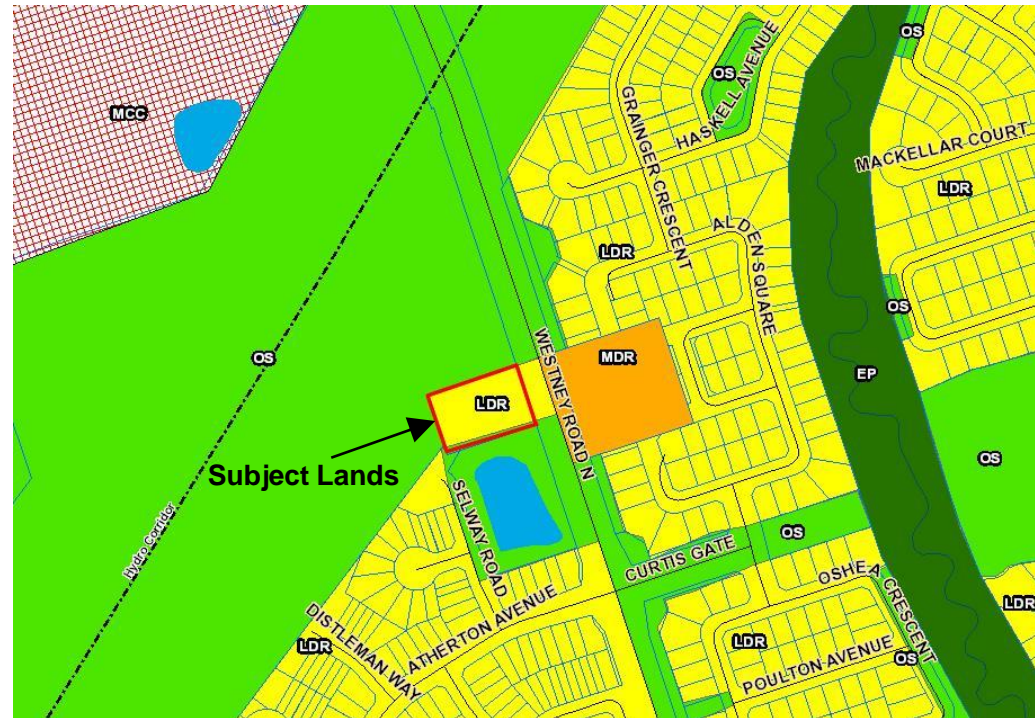 OS
OS
HASKELL AVENUE
GRAINGER CRESCENT
MCC
MACKELLAR COURT
LDR
ALDEN SQUARE
LDR
OS
WESTNEY ROAD N
MDR
OS
EP
LDR
Subject Lands
OS
SELWAY ROAD
Hydro Corridor
OS
CURTIS GATE
OSHEA CRESCENT
ATHERTON AVENUE
LDR
DISTLEMAN WAY
LDR
LDR
POULTON AVENUE
OS